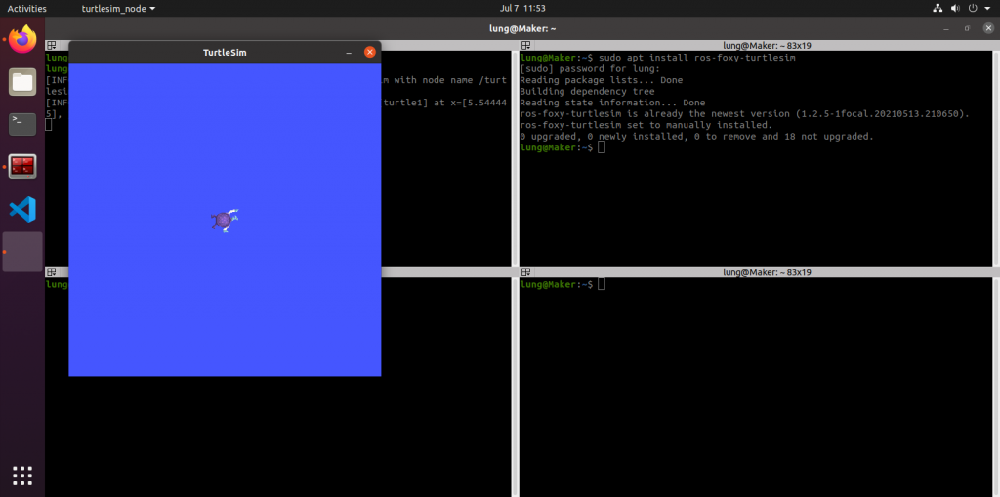 Activities
turtlesim_node
Jul 7 11:53
lung@Maker: ~
TurtleSim
lung
lung
[INF
m with node name /turt
lesi
[INF
turtle1] at x=[5.54444
5],
lung@Maker: ~ 83x19
lung@Maker:~$ sudo apt install ros-foxy-turtlesim
[sudo] password for lung:
Reading package lists... Done
Building dependency tree
Reading state information... Done
ros-foxy-turtlesim is already the newest version (1.2.5-1focal.20210513.210650).
ros-foxy-turtlesim set to manually installed.
0 upgraded, 0 newly installed, 0 to remove and 18 not upgraded.
lung@Maker:~$
lung
lung@Maker: ~ 83x19
lung@Maker:~$